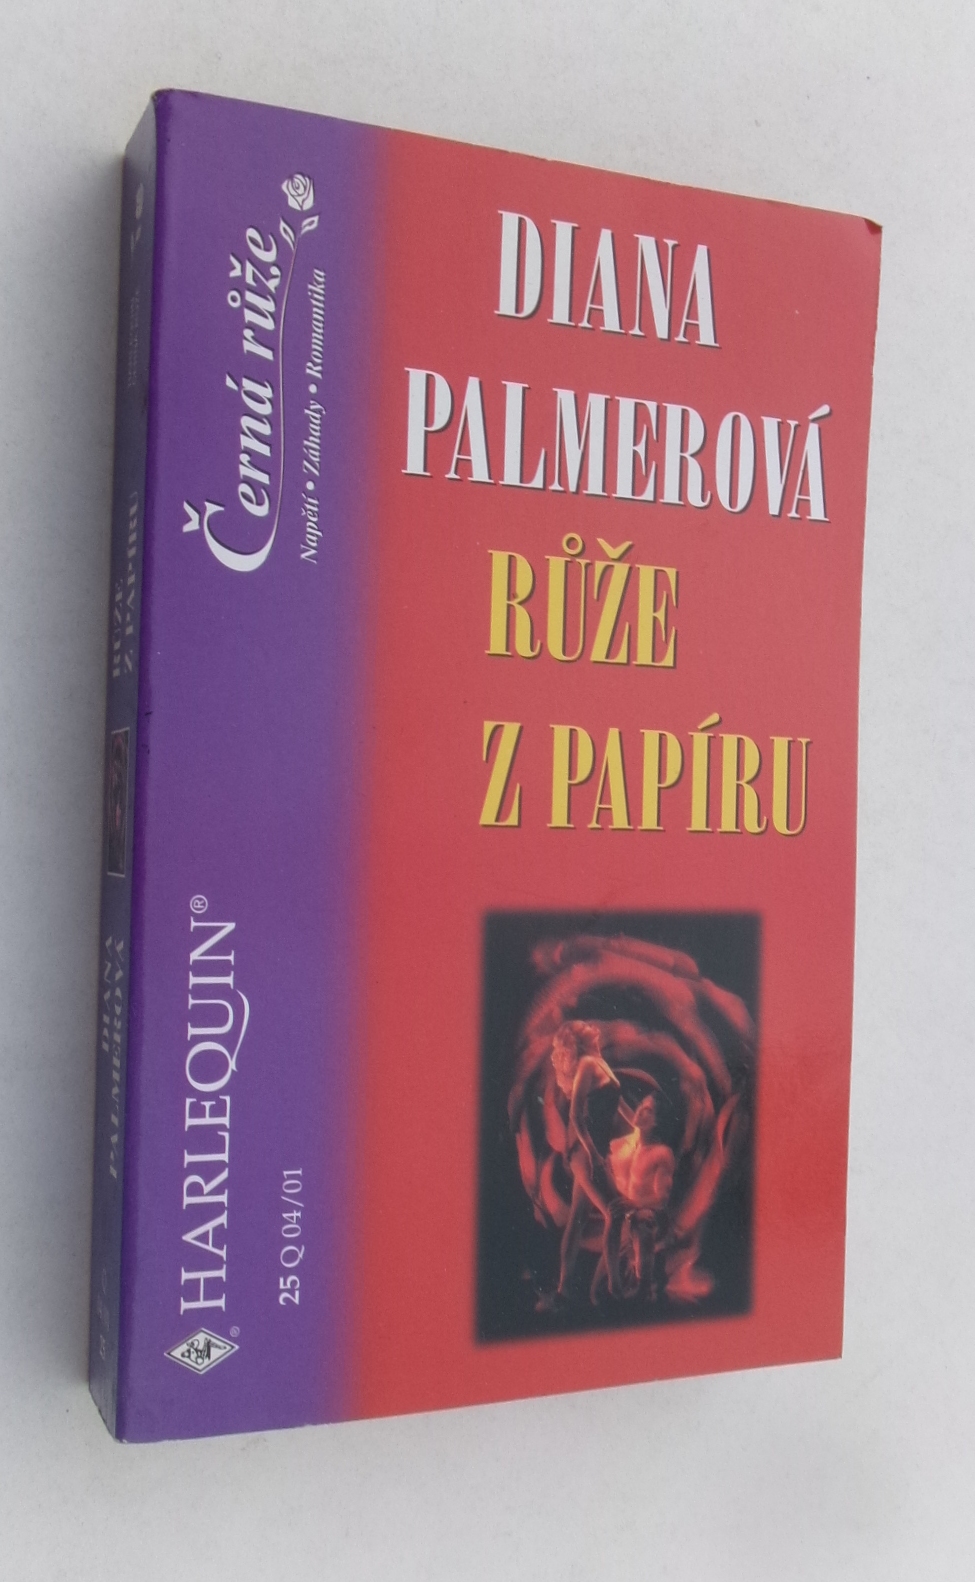 DIANA
PALMEROVÁ
RŮŽE
Z PAPÍRU
Černá růže
Napětí • Záhady • Romantika
HARLEQUIN®
®
25 Q 04/01
RŮŽE
Z PAPÍRU
DIANA
PALMEROVÁ